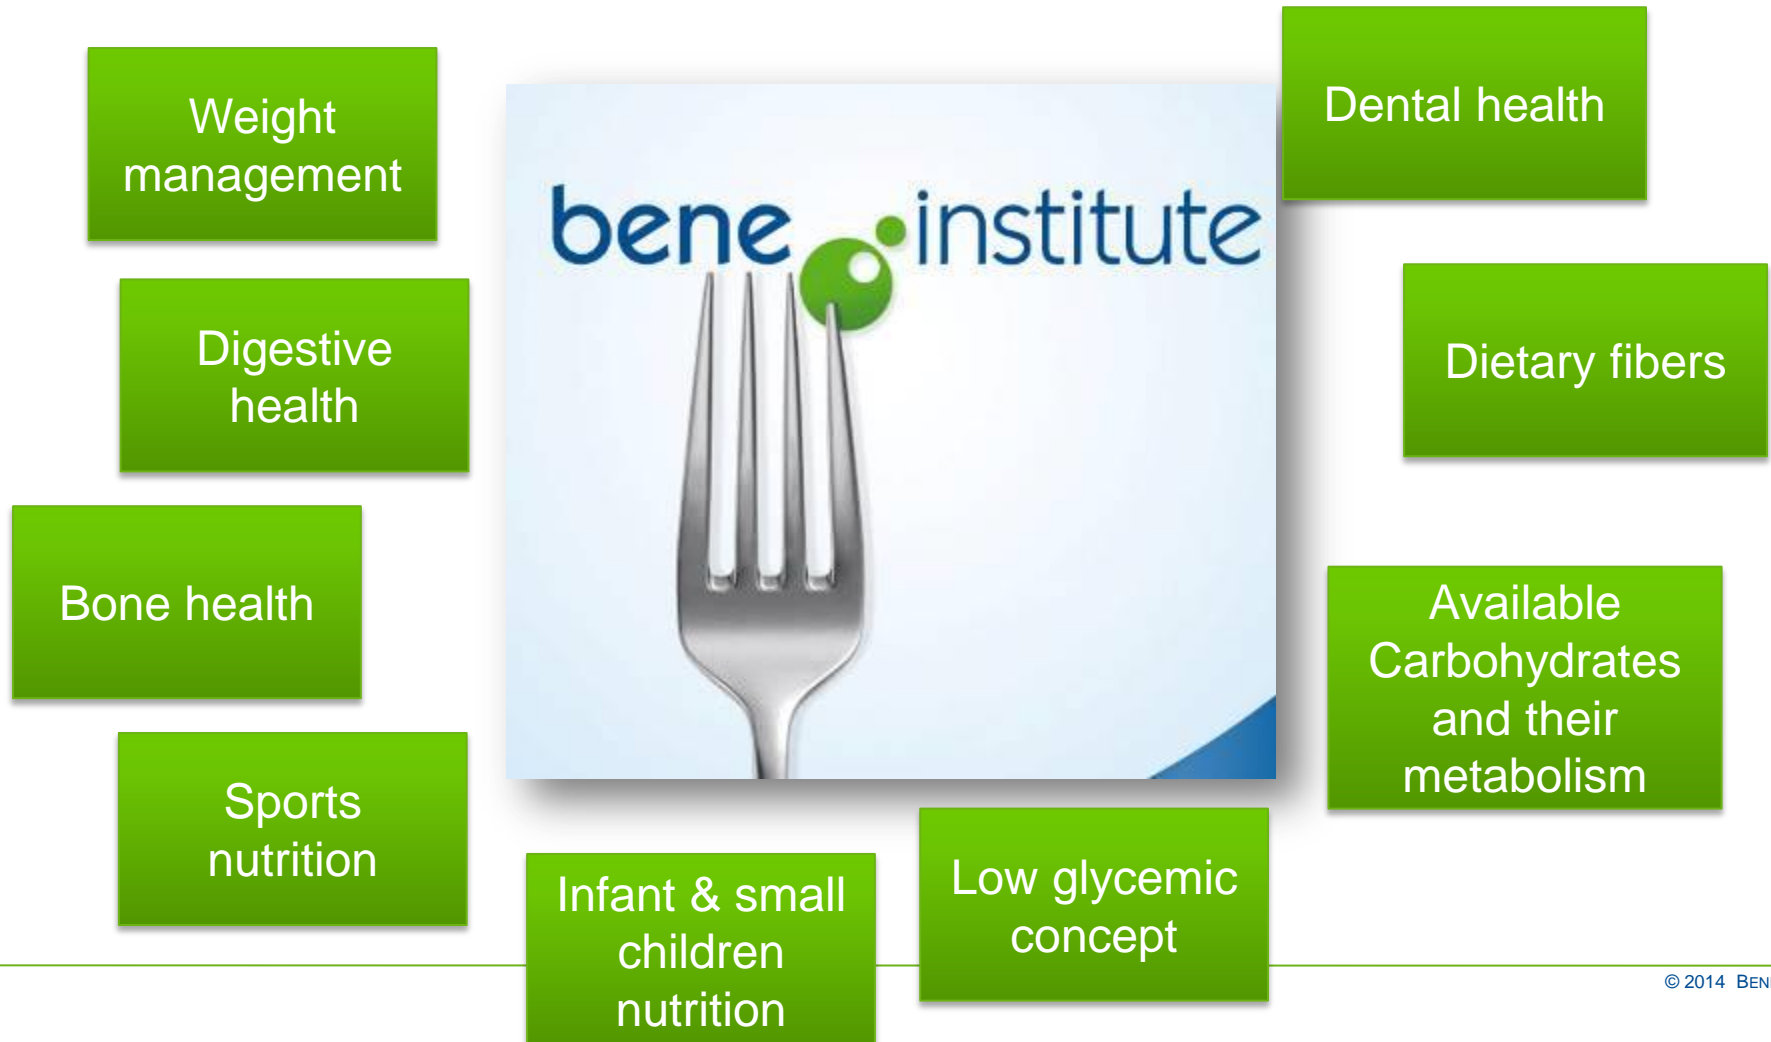 Weight
management
Digestive
health
Bone health
Sports
nutrition
bene institute
Infant & small
children
nutrition
Low glycemic
concept
Dental health
Dietary fibers
Available
Carbohydrates
and their
metabolism
© 2014